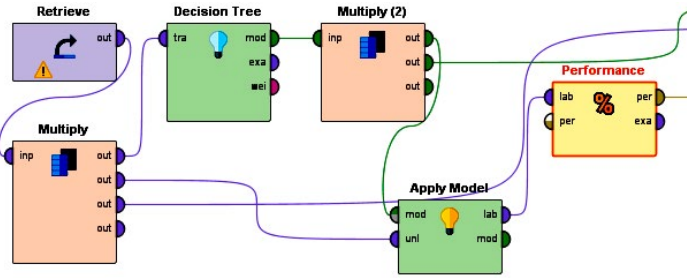 Retrieve
out
Decision Tree
tra
mod
exa
wei
Multiply (2)
inp
out
out
out
Performance
lab
per
%
per
exa
Multiply
inp
out
out
out
out
Apply Model
mod
lab
unl
mod